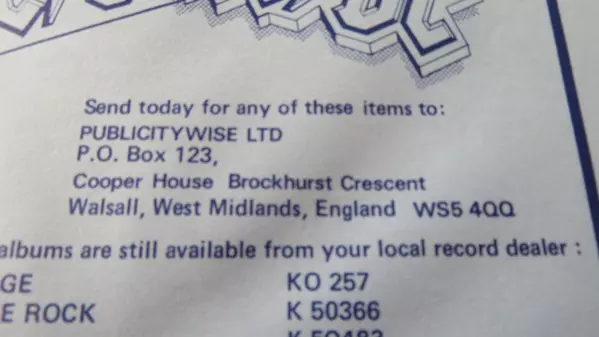 Send today for any of these items to:
PUBLICITYWISE LTD
P.O. Box 123,
Cooper House Brockhurst Crescent
Walsall, West Midlands, England WS5 4QQ
albums are still available from your local record dealer :
GE KO 257
E ROCK K 50366